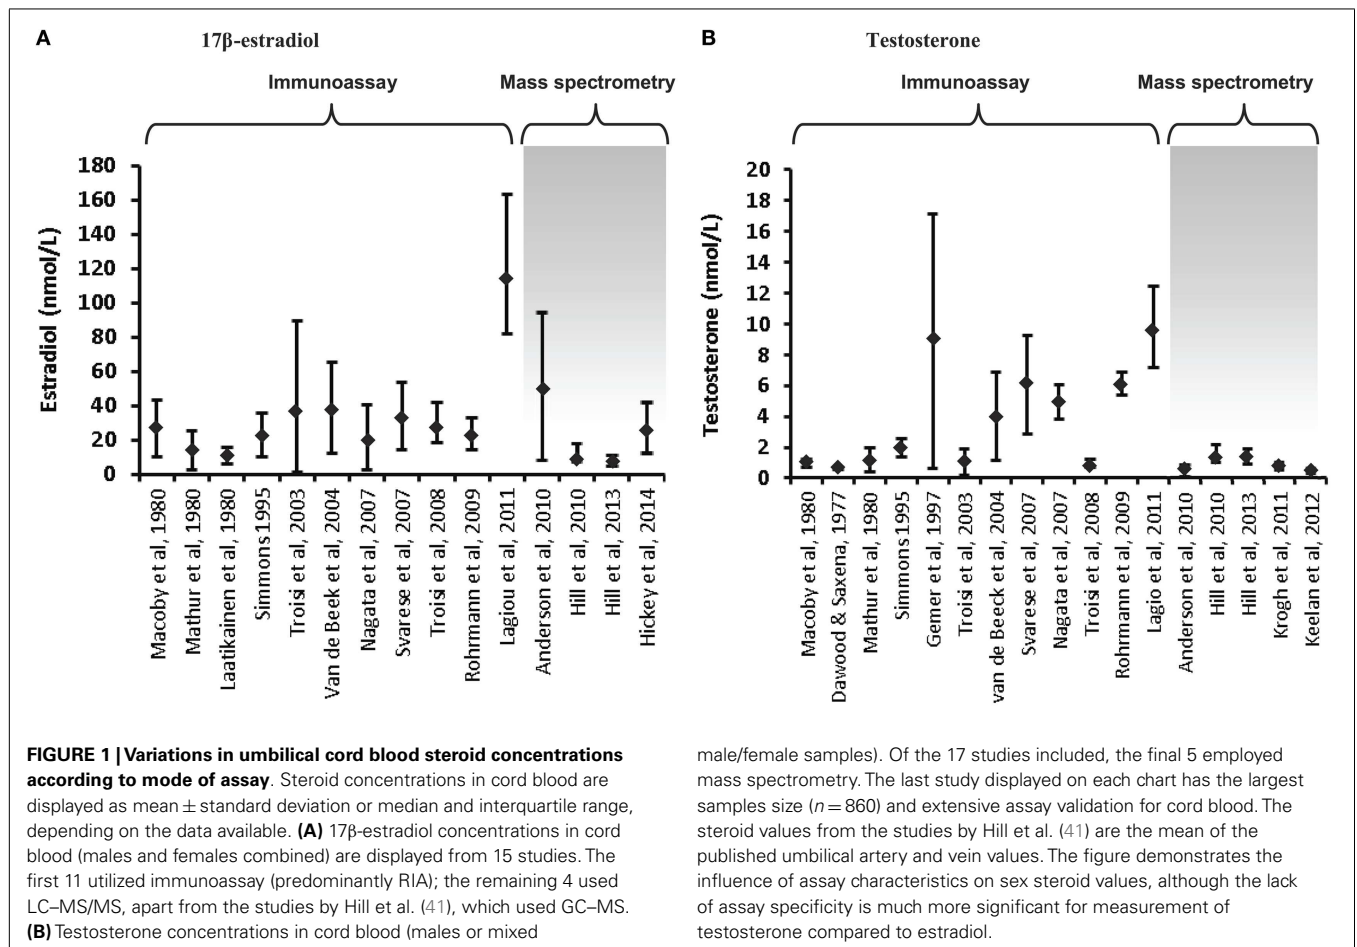 A
17β-estradiol
Immunoassay
Mass spectrometry
Estradiol (nmol/L)
180
160
140
120
100
80
60
40
20
0
Macoby et al, 1980
Mathur et al, 1980
Laatikainen et al, 1980
Simmons 1995
Troisi et al, 2003
Van de Beek et al, 2004
Nagata et al, 2007
Svarese et al, 2007
Troisi et al, 2008
Rohrmann et al, 2009
Lagiou et al, 2011
Anderson et al, 2010
Hill et al, 2010
Hill et al, 2013
Hickey et al, 2014
B
Testosterone
Immunoassay
Mass spectrometry
Testosterone (nmol/L)
20
18
16
14
12
10
8
6
4
2
0
Macoby et al, 1980
Dawood & Saxena, 1977
Mathur et al, 1980
Simmons 1995
Gemer et al, 1997
Troisi et al, 2003
van de Beeck et al, 2004
Svarese et al, 2007
Nagata et al, 2007
Troisi et al, 2008
Rohrmann et al, 2009
Lagio et al, 2011
Anderson et al, 2010
Hill et al, 2010
Hill et al, 2013
Krogh et al, 2011
Keelan et al, 2012
FIGURE 1 | Variations in umbilical cord blood steroid concentrations
according to mode of assay. Steroid concentrations in cord blood are
displayed as mean ± standard deviation or median and interquartile range,
depending on the data available. (A) 17β-estradiol concentrations in cord
blood (males and females combined) are displayed from 15 studies. The
first 11 utilized immunoassay (predominantly RIA); the remaining 4 used
LC–MS/MS, apart from the studies by Hill et al. (41), which used GC–MS.
(B) Testosterone concentrations in cord blood (males or mixed
male/female samples). Of the 17 studies included, the final 5 employed
mass spectrometry. The last study displayed on each chart has the largest
samples size (n = 860) and extensive assay validation for cord blood. The
steroid values from the studies by Hill et al. (41) are the mean of the
published umbilical artery and vein values. The figure demonstrates the
influence of assay characteristics on sex steroid values, although the lack
of assay specificity is much more significant for measurement of
testosterone compared to estradiol.